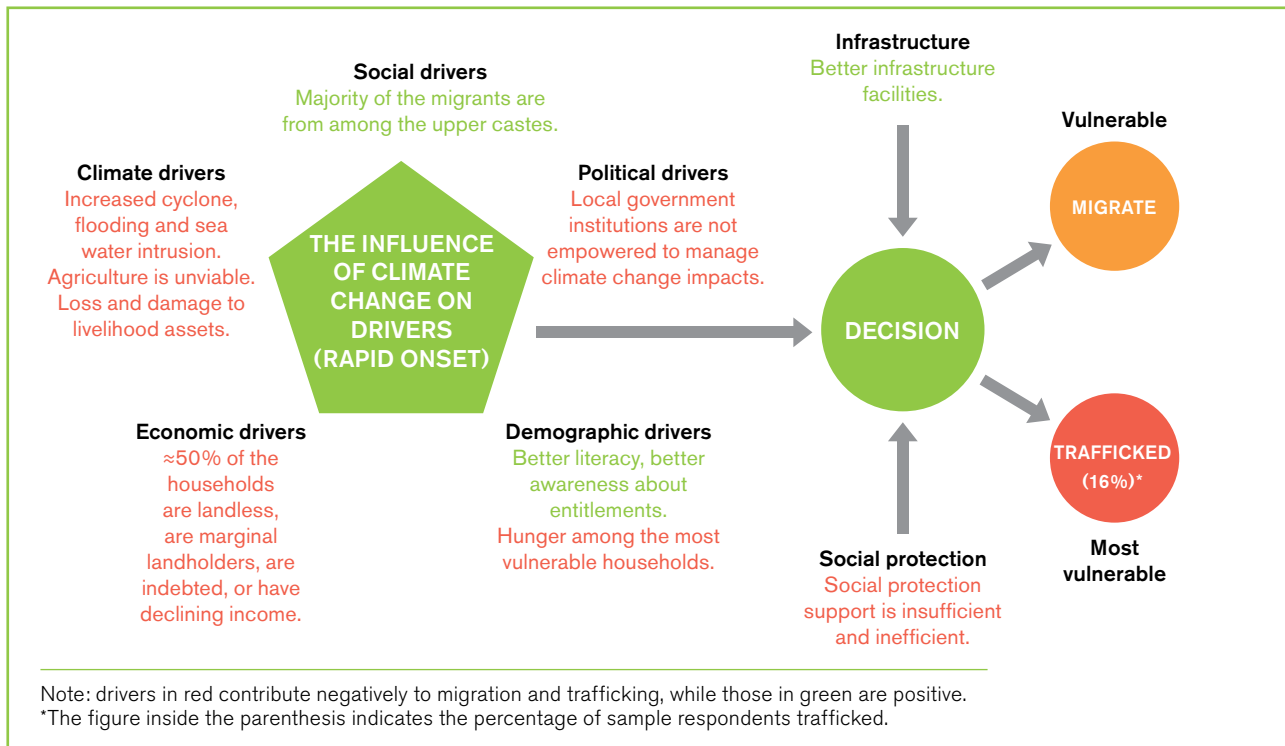 Social drivers
Majority of the migrants are
from among the upper castes.
Climate drivers
Increased cyclone,
flooding and sea
water intrusion.
Agriculture is unviable.
Loss and damage to
livelihood assets.
THE INFLUENCE
OF CLIMATE
CHANGE ON
DRIVERS
(RAPID ONSET)
Political drivers
Local government
institutions are not
empowered to manage
climate change impacts.
Economic drivers
≈50% of the
households
are landless,
are marginal
landholders, are
indebted, or have
declining income.
Demographic drivers
Better literacy, better
awareness about
entitlements.
Hunger among the most
vulnerable households.
Infrastructure
Better infrastructure
facilities.
DECISION
Social protection
Social protection
support is insufficient
and inefficient.
Vulnerable
MIGRATE
TRAFFICKED
(16%)*
Most
vulnerable
Note: drivers in red contribute negatively to migration and trafficking, while those in green are positive.
*The figure inside the parenthesis indicates the percentage of sample respondents trafficked.